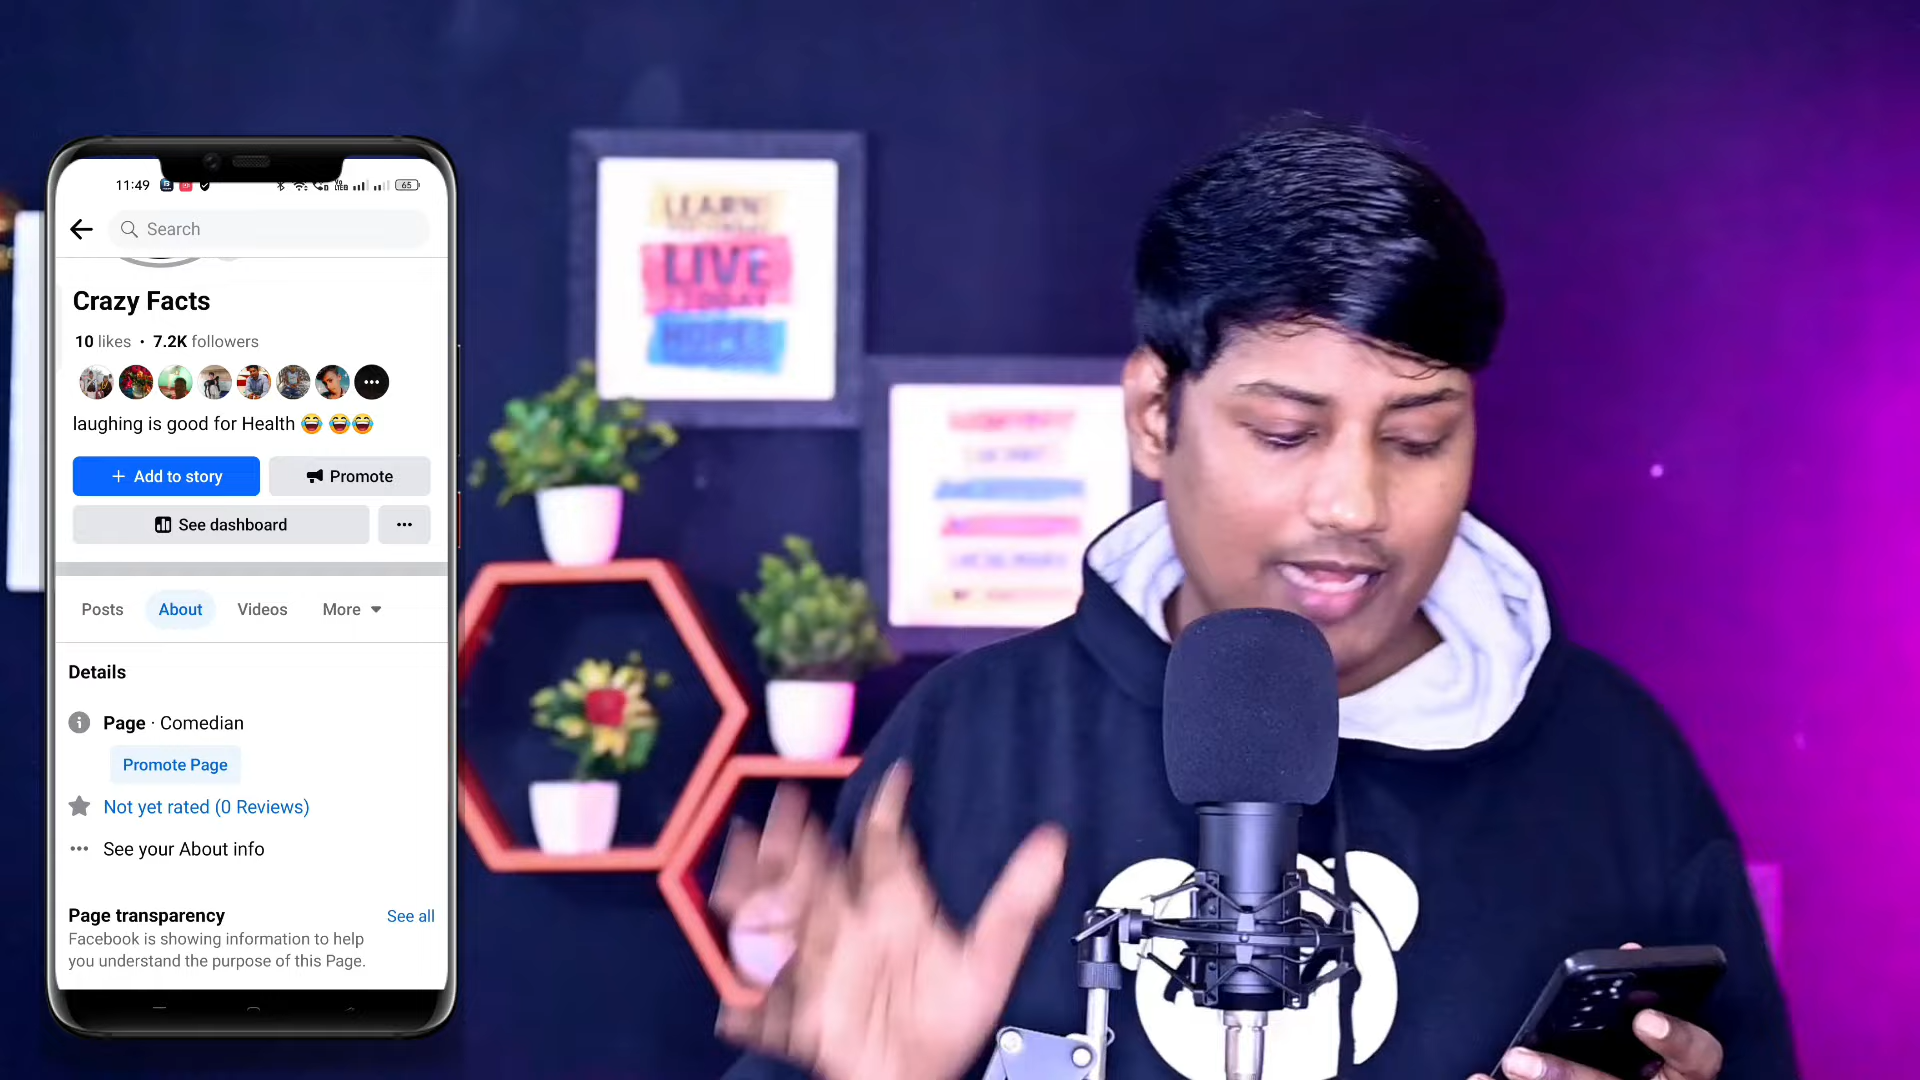 11:49
65
Search
Crazy Facts
10 likes • 7.2K followers
laughing is good for Health 😂 😂😂
+ Add to story
Promote
See dashboard
Posts
About
Videos
More
Details
Page · Comedian
Promote Page
Not yet rated (0 Reviews)
See your About info
Page transparency
See all
Facebook is showing information to help
you understand the purpose of this Page.
LEARN
LIVE
TODAY
HOPE